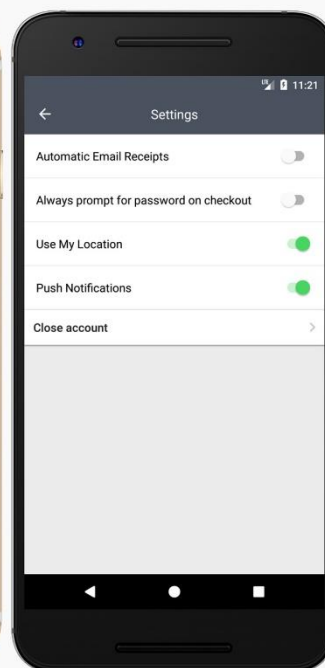 11:21
Settings
Automatic Email Receipts
Always prompt for password on checkout
Use My Location
Push Notifications
Close account